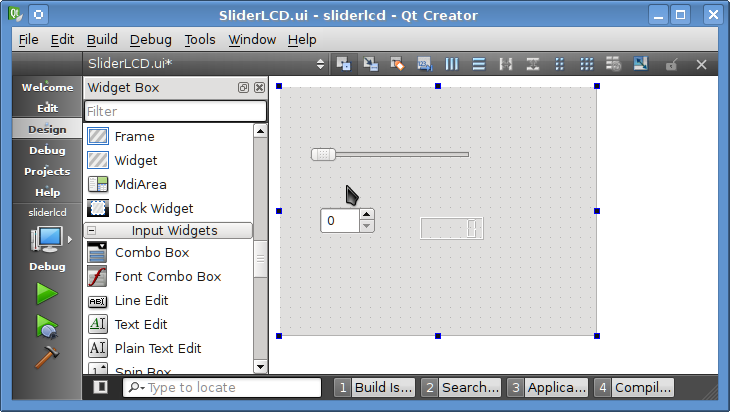 SliderLCD.ui - sliderlcd - Qt Creator
File Edit Build Debug Tools Window Help
SliderLCD.ui*
Welcome
Edit
Design
Debug
Projects
Help
sliderlcd
Debug
Widget Box
Filter
Frame
Widget
MdiArea
Dock Widget
Input Widgets
Combo Box
Font Combo Box
Line Edit
Text Edit
Plain Text Edit
Spin Box
0
Type to locate
1 Build Is...
2 Search...
3 Applica...
4 Compil...